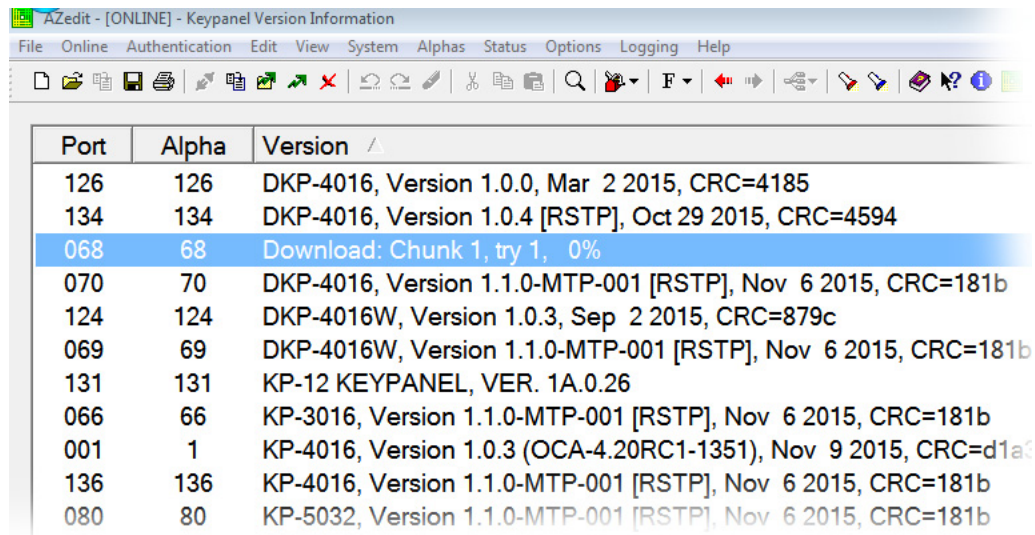 AZedit - [ONLINE] - Keypanel Version Information
File Online Authentication Edit View System Alphas Status Options Logging Help
F
Port Alpha Version
126 126 DKP-4016, Version 1.0.0, Mar 2 2015, CRC=4185
134 134 DKP-4016, Version 1.0.4 [RSTP], Oct 29 2015, CRC=4594
068 68 Download: Chunk 1, try 1, 0%
070 70 DKP-4016, Version 1.1.0-MTP-001 [RSTP], Nov 6 2015, CRC=181b
124 124 DKP-4016W, Version 1.0.3, Sep 2 2015, CRC=879c
069 69 DKP-4016W, Version 1.1.0-MTP-001 [RSTP], Nov 6 2015, CRC=181b
131 131 KP-12 KEYPANEL, VER. 1A.0.26
066 66 KP-3016, Version 1.1.0-MTP-001 [RSTP], Nov 6 2015, CRC=181b
001 1 KP-4016, Version 1.0.3 (OCA-4.20RC1-1351), Nov 9 2015, CRC=d1a3
136 136 KP-4016, Version 1.1.0-MTP-001 [RSTP], Nov 6 2015, CRC=181b
080 80 KP-5032, Version 1.1.0-MTP-001 [RSTP], Nov 6 2015, CRC=181b